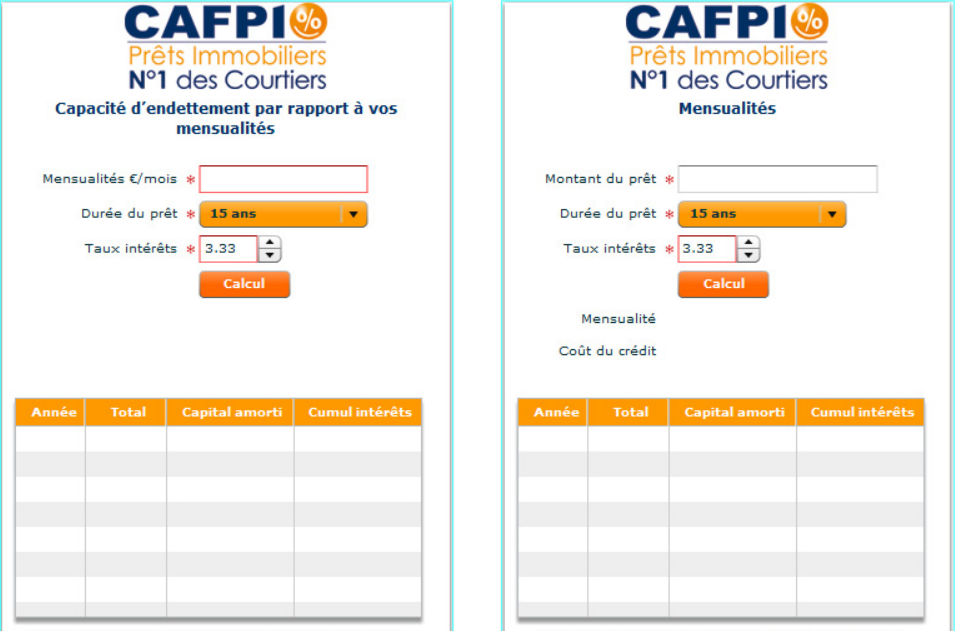 CAFPI%
Prêts Immobiliers
N°1 des Courtiers
Capacité d’endettement par rapport à vos
mensualités
Mensualités €/mois *
Durée du prêt * 15 ans
Taux intérêts * 3.33
Calcul
Année Total Capital amorti Cumul intérêts
CAFPI%
Prêts Immobiliers
N°1 des Courtiers
Mensualités
Montant du prêt *
Durée du prêt * 15 ans
Taux intérêts * 3.33
Calcul
Mensualité
Coût du crédit
Année Total Capital amorti Cumul intérêts